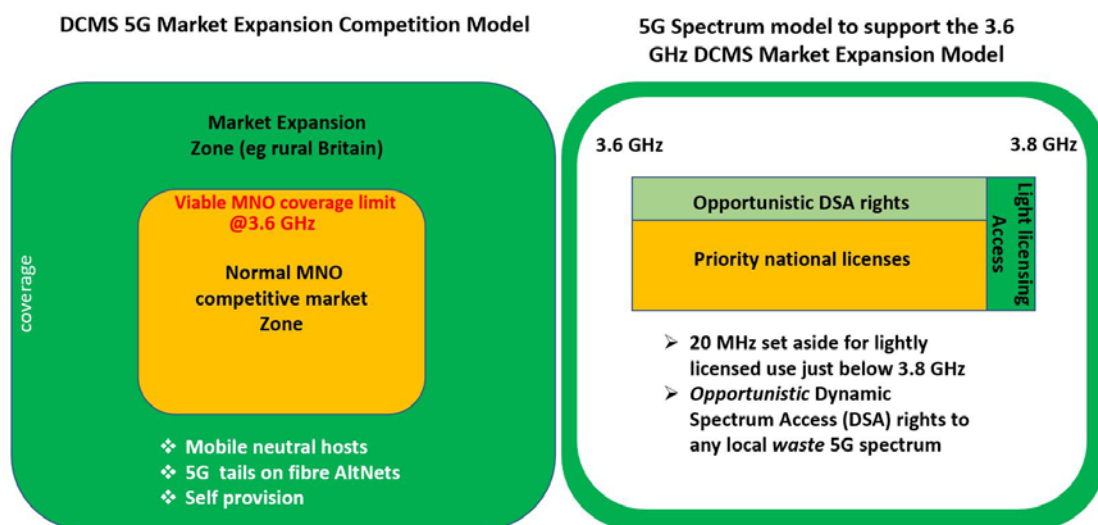 DCMS 5G Market Expansion Competition Model
Market Expansion
Zone (eg rural Britain)
Viable MNO coverage limit
@3.6 GHz
Normal MNO
competitive market
Zone
coverage
❖ Mobile neutral hosts
❖ 5G tails on fibre AltNets
❖ Self provision
5G Spectrum model to support the 3.6
GHz DCMS Market Expansion Model
3.6 GHz
3.8 GHz
Opportunistic DSA rights
Priority national licenses
Light licensing
Access
➢ 20 MHz set aside for lightly
licensed use just below 3.8 GHz
➢ Opportunistic Dynamic
Spectrum Access (DSA) rights to
any local waste 5G spectrum